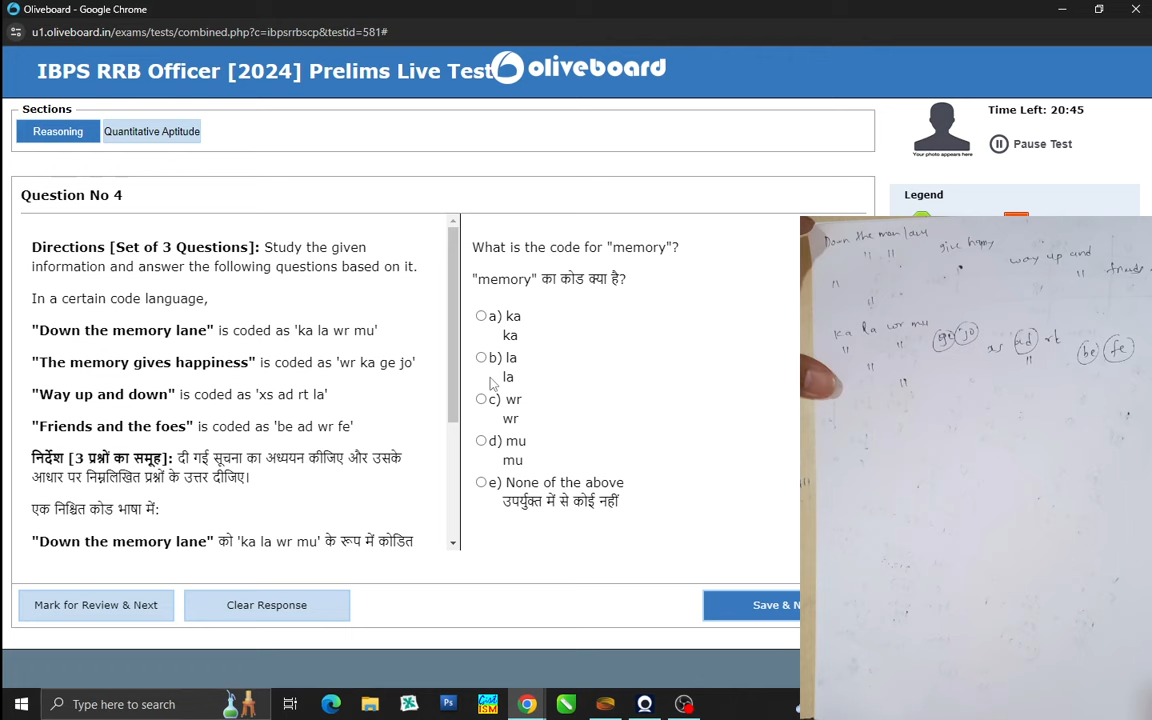 Oliveboard - Google Chrome
u1.oliveboard.in/exams/tests/combined.php?c=ibpsrrbscp&testid=581#
IBPS RRB Officer [2024] Prelims Live Test
oliveboard
Sections
Reasoning
Quantitative Aptitude
Your photo appears here
Time Left: 20:45
Pause Test
Legend
Question No 4
Directions [Set of 3 Questions]: Study the given
information and answer the following questions based on it.
In a certain code language,
"Down the memory lane" is coded as 'ka la wr mu'
"The memory gives happiness" is coded as 'wr ka ge jo'
"Way up and down" is coded as 'xs ad rt la'
"Friends and the foes" is coded as 'be ad wr fe'
निर्देश [3 प्रश्नों का समूह]: दी गई सूचना का अध्ययन कीजिए और उसके
आधार पर निम्नलिखित प्रश्नों के उत्तर दीजिए।
एक निश्चित कोड भाषा में:
"Down the memory lane" को 'ka la wr mu' के रूप में कोडित
What is the code for "memory"?
"memory" का कोड क्या है?
a) ka
ka
b) la
la
c) wr
wr
d) mu
mu
e) None of the above
उपर्युक्त में से कोई नहीं
Down the
give happy
way up and
ka la wr mu ge jo xs ad rt be fe
Mark for Review & Next
Clear Response
Save & N
Type here to search